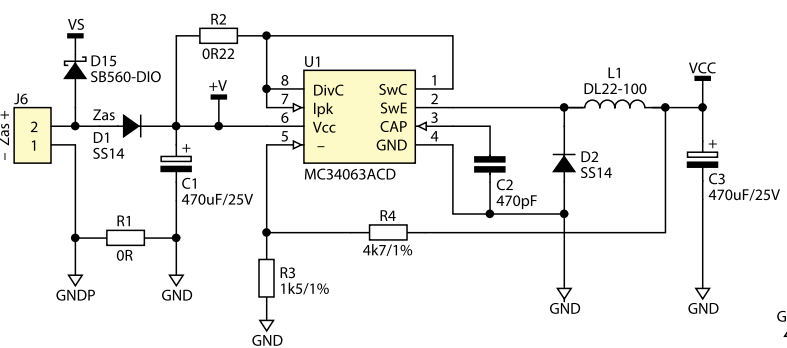 VS
R2
0R22
D15
SB560-DIO
U1
L1
DL22-100
VCC
J6
Zas +
–
2
1
Zas
D1
SS14
+V
8 DivC SwC 1
7 Ipk SwE 2
6 Vcc CAP 3
5 – GND 4
MC34063ACD
+
C1
470uF/25V
C2
470pF
D2
SS14
+
C3
470uF/25V
R1
0R
R4
4k7/1%
R3
1k5/1%
GNDP
GND
GND
GND
GND
G